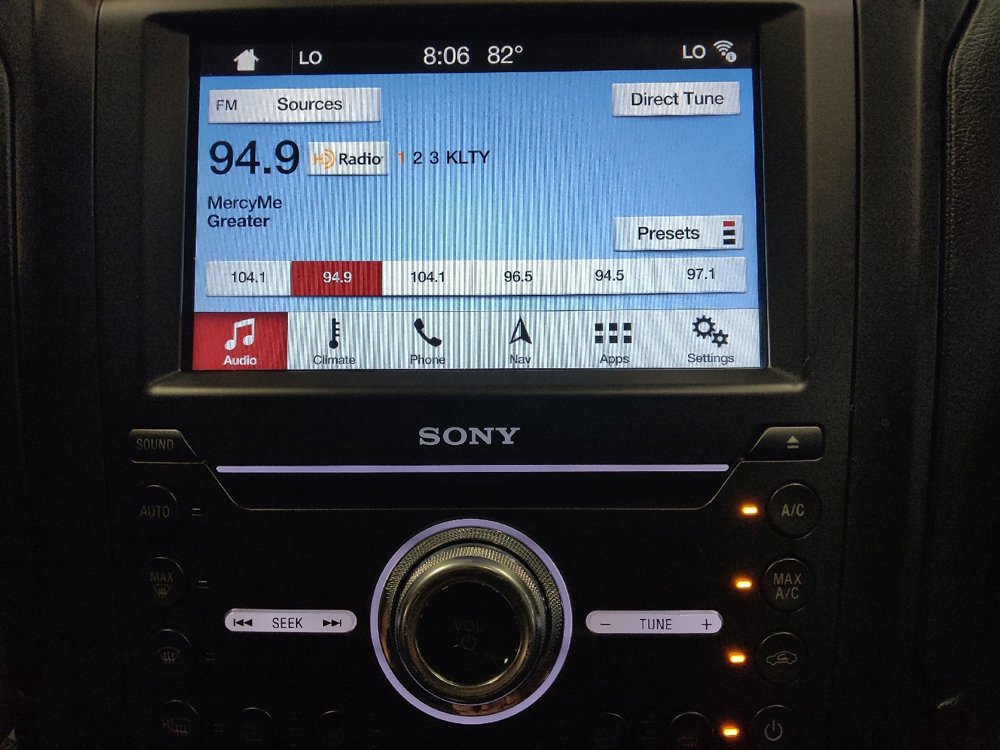 LO 8:06 82° LO
FM Sources Direct Tune
94.9 HD Radio 1 2 3 KLTY
MercyMe
Greater
Presets
104.1 94.9 104.1 96.5 94.5 97.1
Audio Climate Phone Nav Apps Settings
SONY
SOUND
AUTO A/C
MAX
MAX
A/C
SEEK − TUNE +
VOL